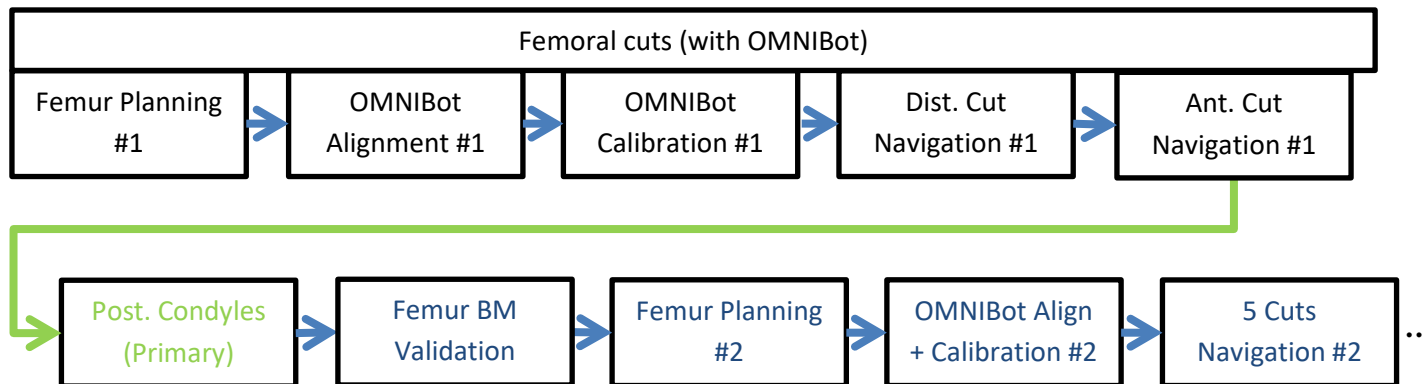 Femoral cuts (with OMNIBot)
Femur Planning
#1
OMNIBot
Alignment #1
OMNIBot
Calibration #1
Dist. Cut
Navigation #1
Ant. Cut
Navigation #1
Post. Condyles
(Primary)
Femur BM
Validation
Femur Planning
#2
OMNIBot Align
+ Calibration #2
5 Cuts
Navigation #2
..